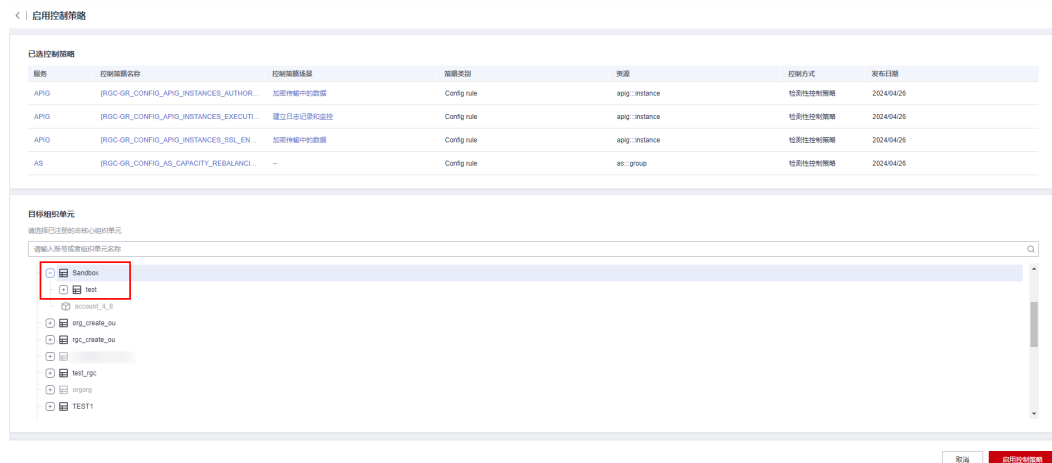 启用控制策略
已选控制策略
服务 控制策略名称 控制策略场景 策略类别 资源 控制方式 发布日期
APIG [RGC-GR_CONFIG_APIG_INSTANCES_AUTHOR... 加密传输中的数据 Config rule apig:::instance 检测性控制策略 2024/04/26
APIG [RGC-GR_CONFIG_APIG_INSTANCES_EXECUTI... 建立日志记录和监控 Config rule apig:::instance 检测性控制策略 2024/04/26
APIG [RGC-GR_CONFIG_APIG_INSTANCES_SSL_EN... 加密传输中的数据 Config rule apig:::instance 检测性控制策略 2024/04/26
AS [RGC-GR_CONFIG_AS_CAPACITY_REBALANCI... -- Config rule as:::group 检测性控制策略 2024/04/26
目标组织单元
请选择已注册的非核心组织单元
请输入账号或者组织单元名称
Sandbox
test
account_4_8
org_create_ou
rgc_create_ou
test_rgc
orgorg
TEST1
取消 启用控制策略